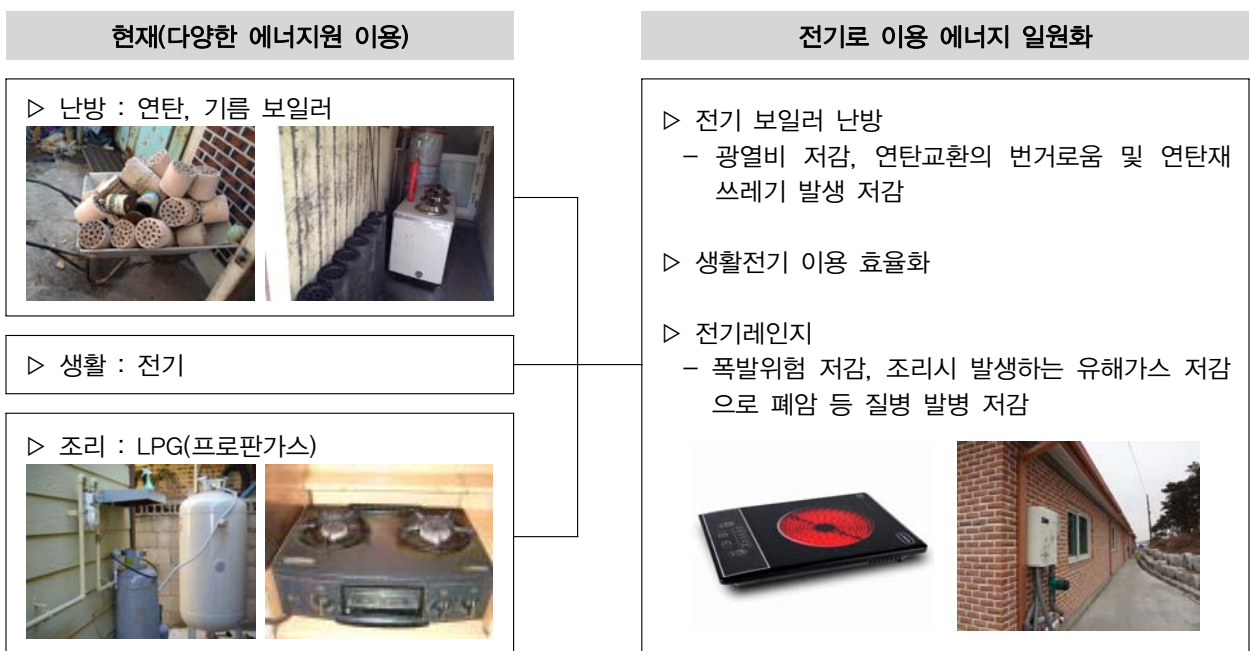 현재(다양한 에너지원 이용)
▷ 난방 : 연탄, 기름 보일러
▷ 생활 : 전기
▷ 조리 : LPG(프로판가스)
전기로 이용 에너지 일원화
▷ 전기 보일러 난방
- 광열비 저감, 연탄교환의 번거로움 및 연탄재
쓰레기 발생 저감
▷ 생활전기 이용 효율화
▷ 전기레인지
- 폭발위험 저감, 조리시 발생하는 유해가스 저감
으로 폐암 등 질병 발병 저감